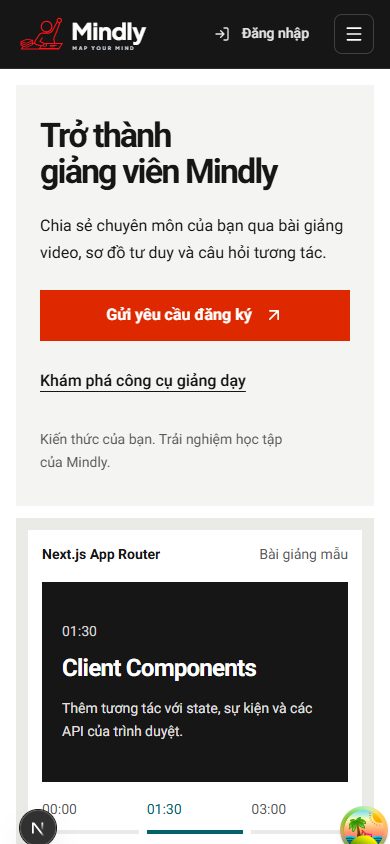 Mindly
MAP YOUR MIND
Đăng nhập
Trở thành
giảng viên Mindly
Chia sẻ chuyên môn của bạn qua bài giảng
video, sơ đồ tư duy và câu hỏi tương tác.
Gửi yêu cầu đăng ký
Khám phá công cụ giảng dạy
Kiến thức của bạn. Trải nghiệm học tập
của Mindly.
Next.js App Router Bài giảng mẫu
01:30
Client Components
Thêm tương tác với state, sự kiện và các
API của trình duyệt.
00:00 01:30 03:00
N